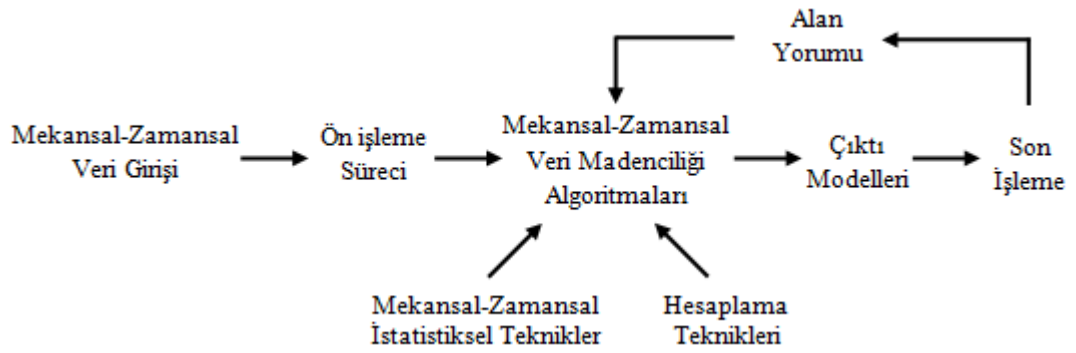 Alan
Yorumu
Mekansal-Zamansal
Veri Girişi
Ön işleme
Süreci
Mekansal-Zamansal
Veri Madenciliği
Algoritmaları
Çıktı
Modelleri
Son
İşleme
Mekansal-Zamansal
İstatistiksel Teknikler
Hesaplama
Teknikleri